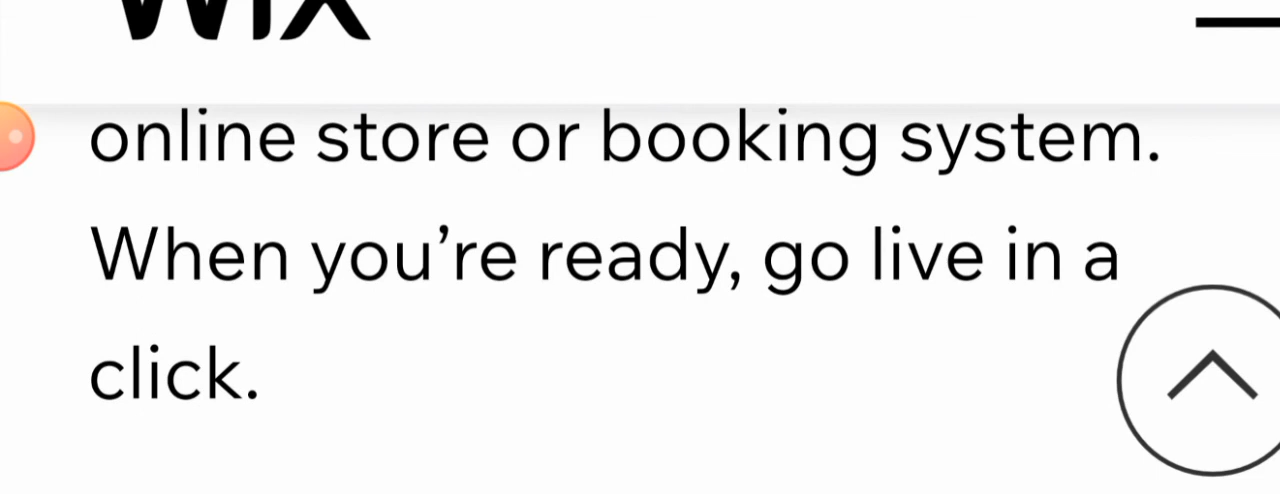 WIX
online store or booking system.
When you’re ready, go live in a
click.